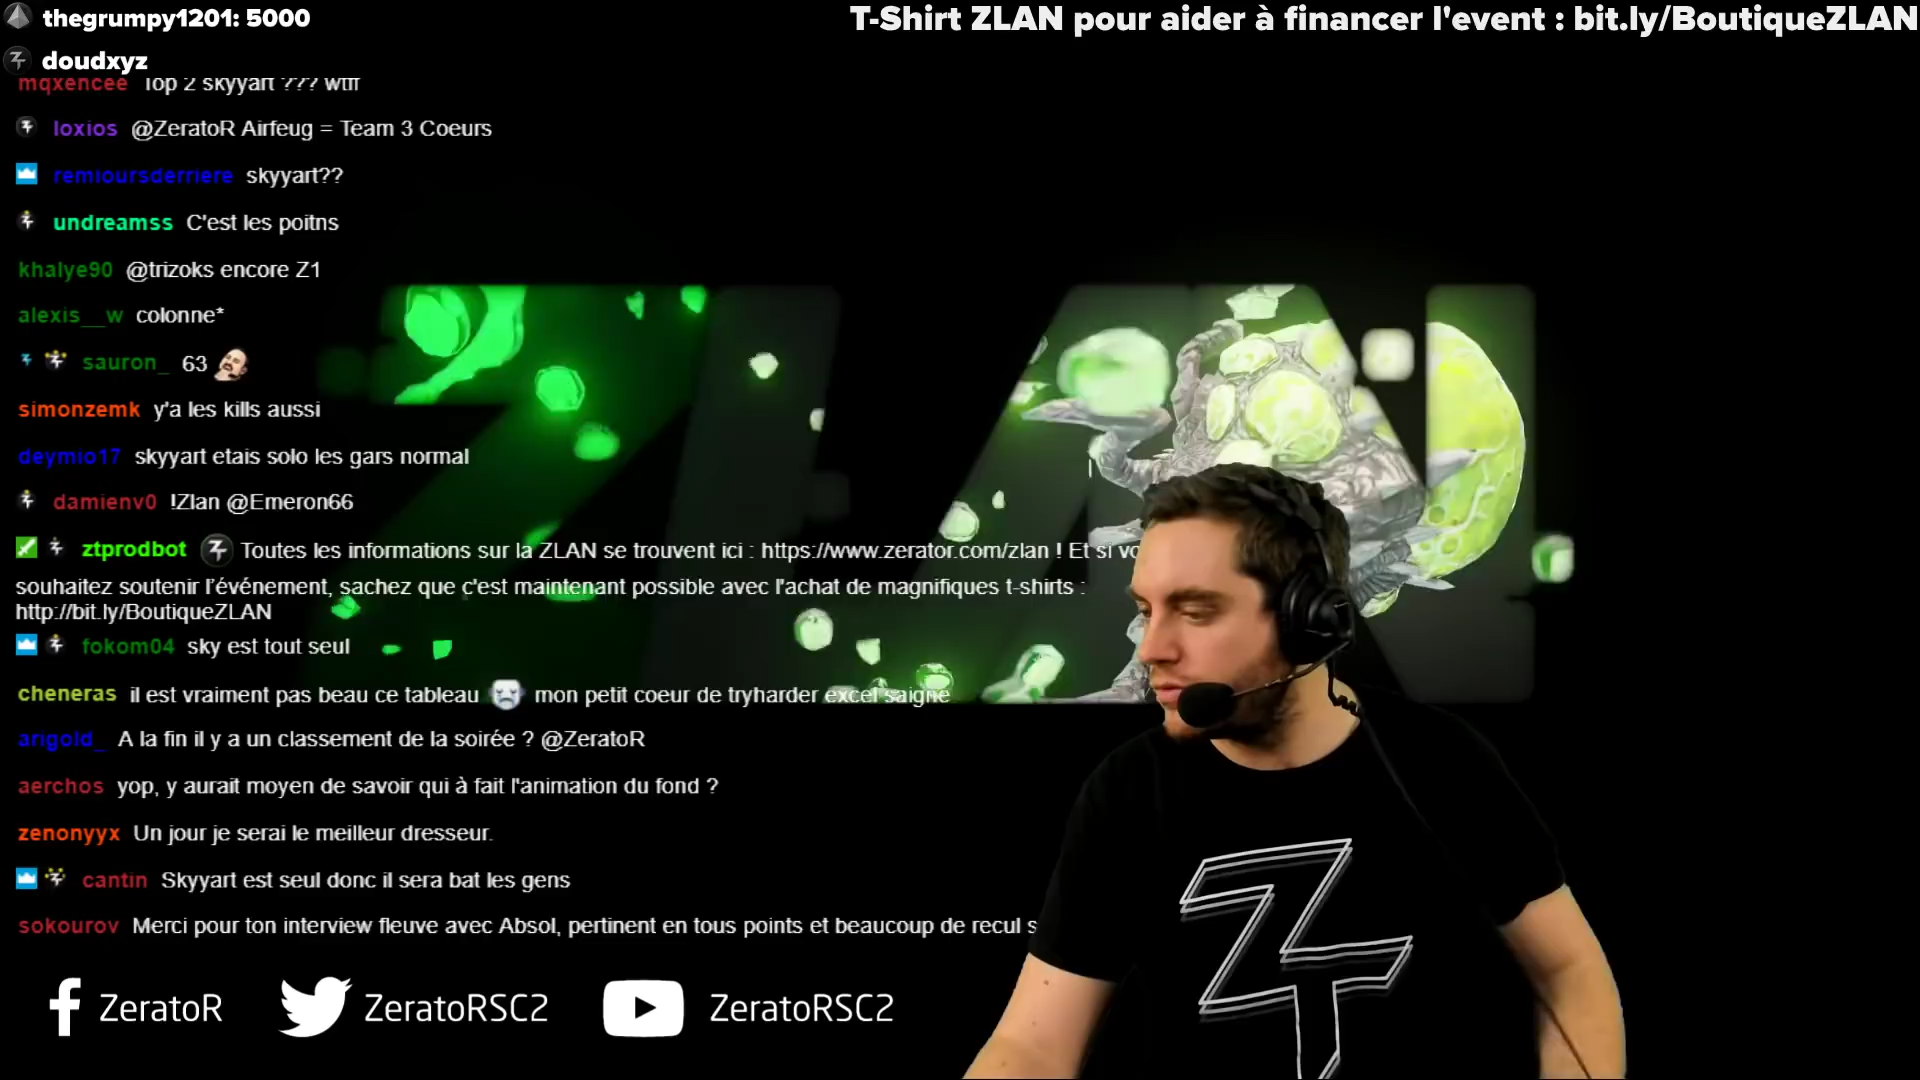 thegrumpy1201: 5000
T-Shirt ZLAN pour aider à financer l'event : bit.ly/BoutiqueZLAN
doudxyz
mqxencee Top 2 skyyart ??? wtff
loxios @ZeratoR Airfeug = Team 3 Coeurs
remioursderriere skyyart??
undreamss C'est les poitns
khalye90 @trizoks encore Z1
alexis__w colonne*
sauron_ 63
simonzemk y'a les kills aussi
deymio17 skyyart etais solo les gars normal
damienv0 !Zlan @Emeron66
ztprodbot Toutes les informations sur la ZLAN se trouvent ici : https://www.zerator.com/zlan ! Et si
souhaitez soutenir l'événement, sachez que c'est maintenant possible avec l'achat de magnifiques t-shirts :
http://bit.ly/BoutiqueZLAN
fokom04 sky est tout seul
cheneras il est vraiment pas beau ce tableau mon petit coeur de tryharder excel saigne
arigold_ A la fin il y a un classement de la soirée ? @ZeratoR
aerchos yop, y aurait moyen de savoir qui à fait l'animation du fond ?
zenonyyx Un jour je serai le meilleur dresseur.
cantin Skyyart est seul donc il sera bat les gens
sokourov Merci pour ton interview fleuve avec Absol, pertinent en tous points et beaucoup de recul s
ZLAN
ZT
ZeratoR ZeratoRSC2 ZeratoRSC2